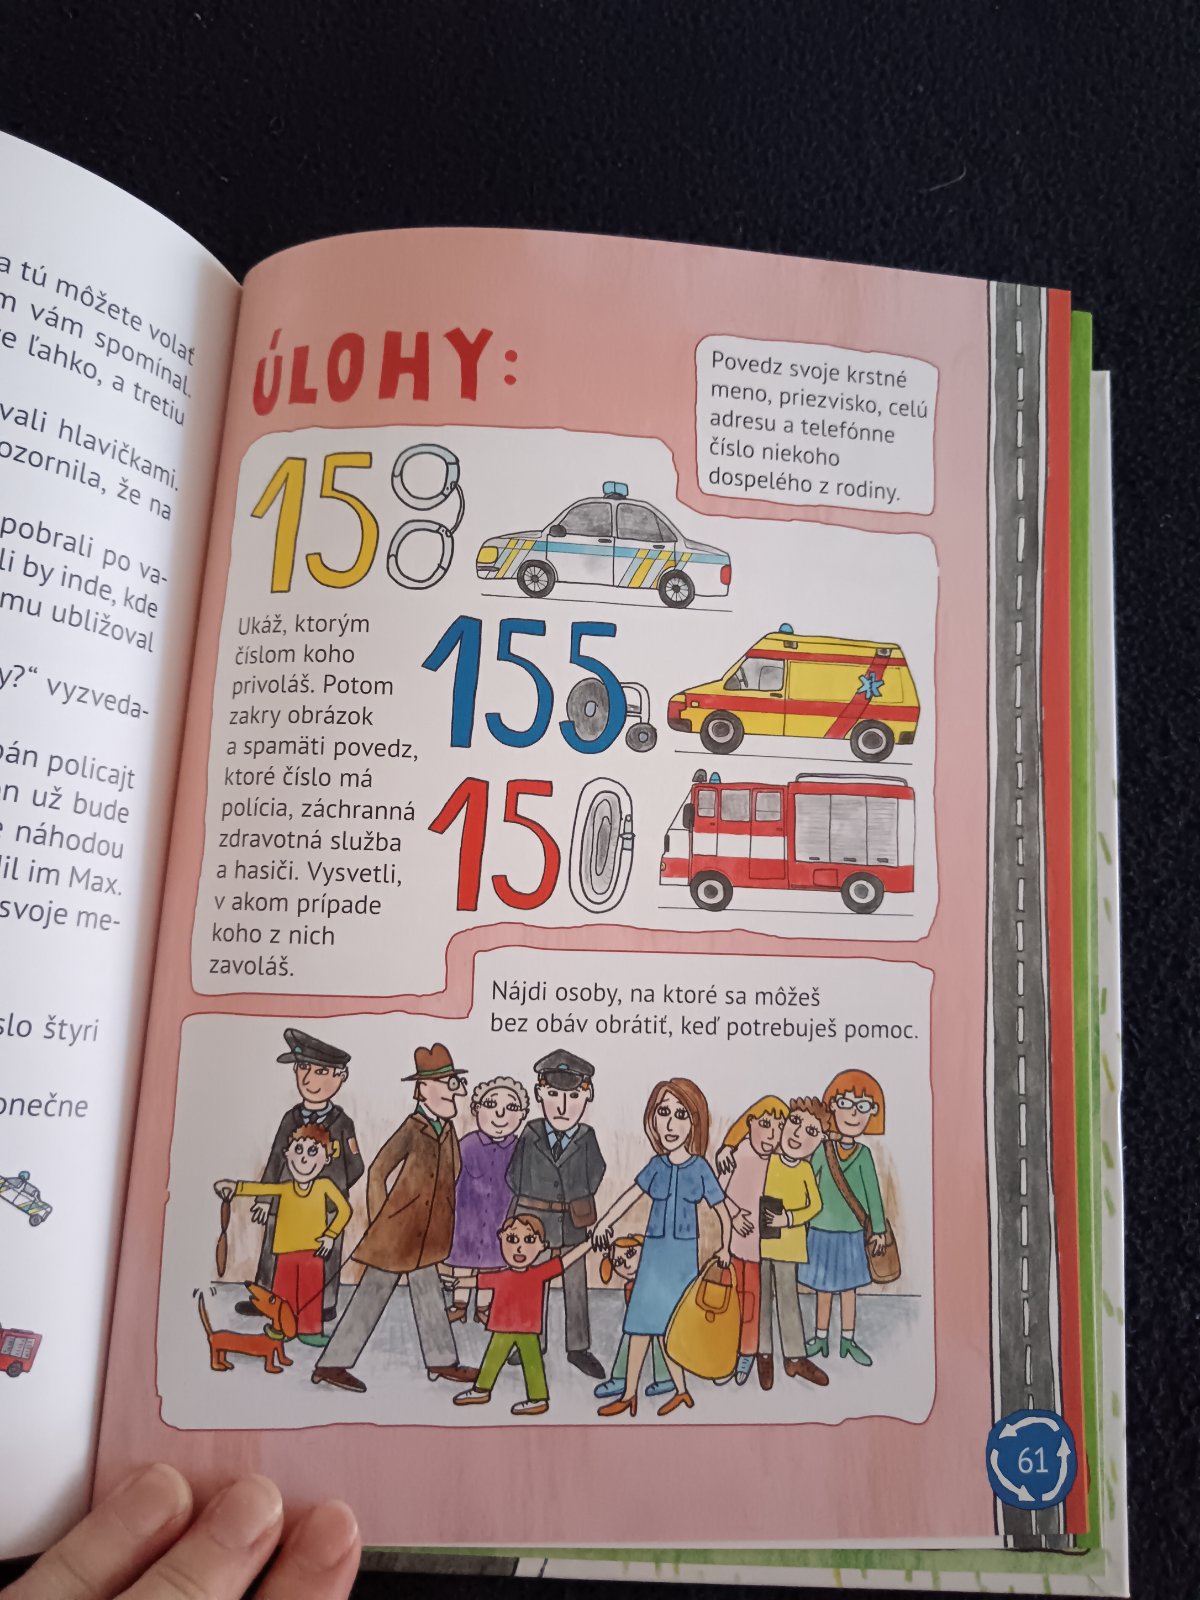 a tú môžete volať
m vám spomínal.
e ľahko, a tretiu
vali hlavičkami.
ozornila, že na
pobrali po va-
li by inde, kde
mu ubližoval
y?“ vyzveda-
pán policajt
en už bude
e náhodou
dil im Max.
svoje me-
slo štyri
onečne
ÚLOHY:
Povedz svoje krstné
meno, priezvisko, celú
adresu a telefónne
číslo niekoho
dospelého z rodiny.
158
155
150
Ukáž, ktorým
číslom koho
privoláš. Potom
zakry obrázok
a spamäti povedz,
ktoré číslo má
polícia, záchranná
zdravotná služba
a hasiči. Vysvetli,
v akom prípade
koho z nich
zavoláš.
Nájdi osoby, na ktoré sa môžeš
bez obáv obrátiť, keď potrebuješ pomoc.
61